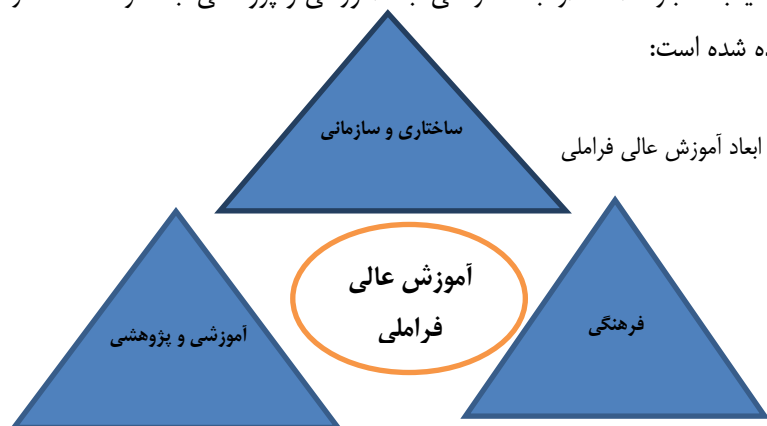 ه شده است:
ابعاد آموزش عالی فراملی
ساختاری و سازمانی
آموزش عالی
فراملی
فرهنگی
آموزشی و پژوهشی